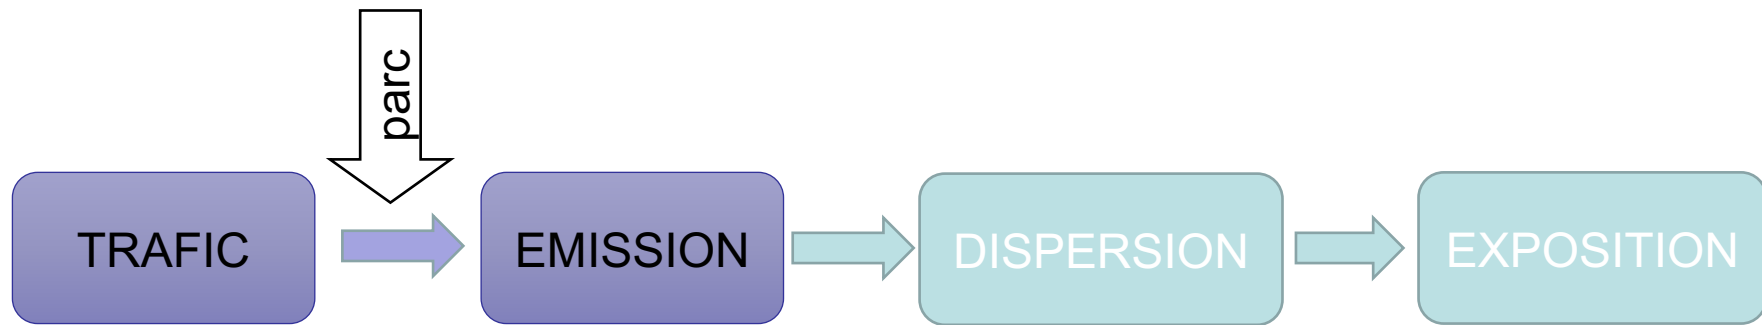 parc
TRAFIC
EMISSION
DISPERSION
EXPOSITION